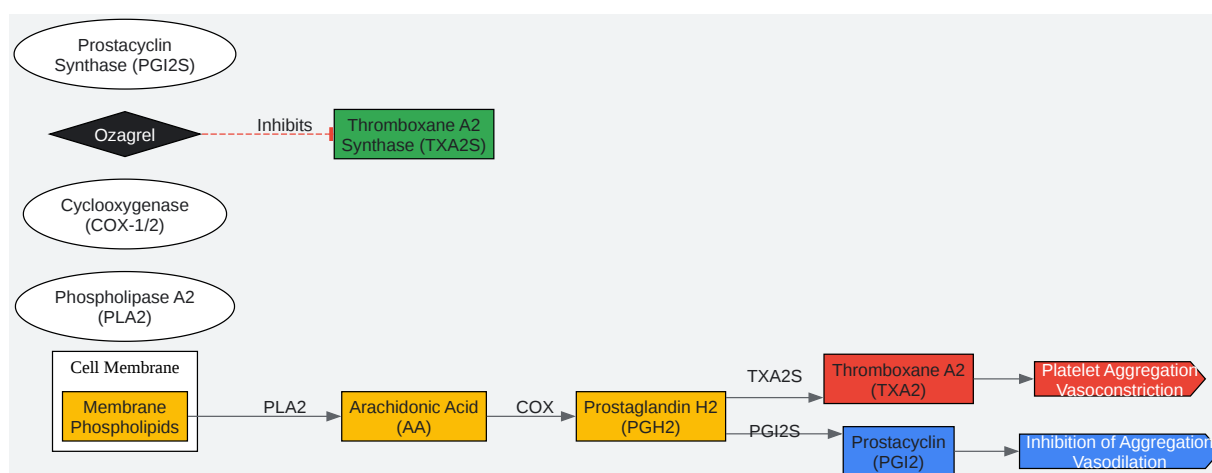 Prostacyclin
Synthase (PGI2S)
Ozagrel
Inhibits
Thromboxane A2
Synthase (TXA2S)
Cyclooxygenase
(COX-1/2)
Phospholipase A2
(PLA2)
Cell Membrane
Membrane
Phospholipids
PLA2
Arachidonic Acid
(AA)
COX
Prostaglandin H2
(PGH2)
TXA2S
Thromboxane A2
(TXA2)
Platelet Aggregation
Vasoconstriction
PGI2S
Prostacyclin
(PGI2)
Inhibition of Aggregation
Vasodilation